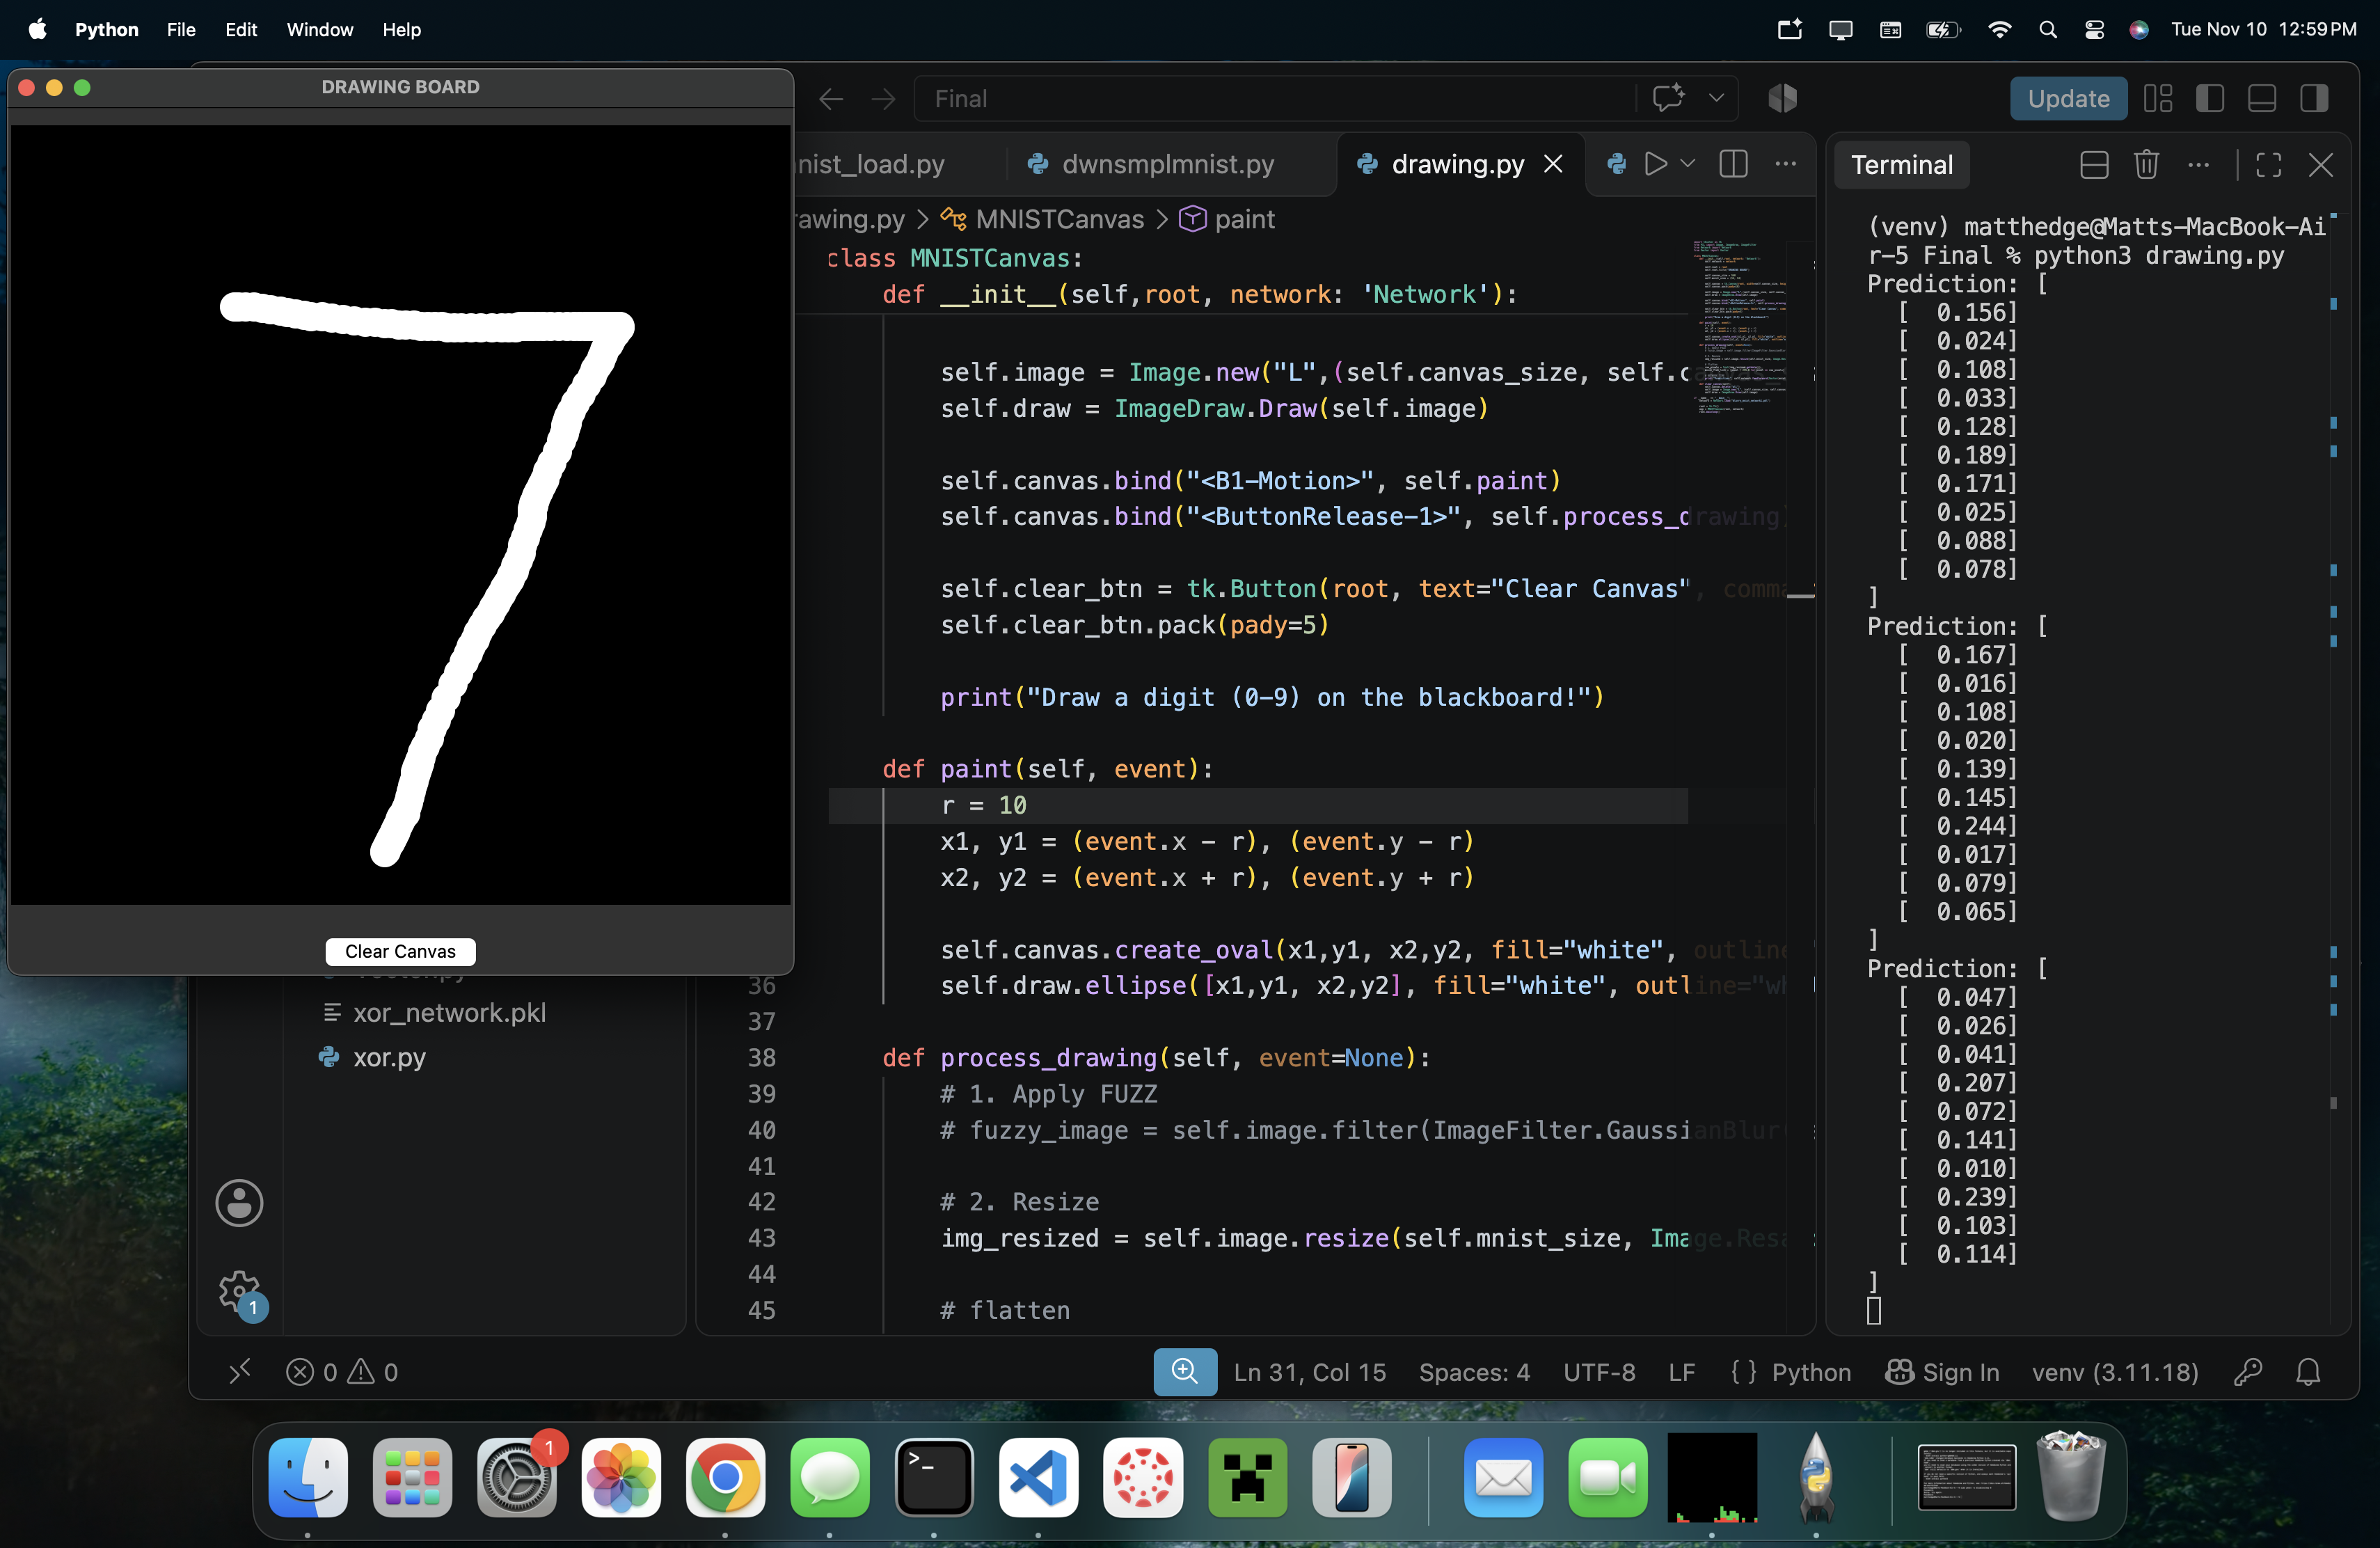 Python File Edit Window Help
Tue Nov 10 12:59 PM
DRAWING BOARD
7
Clear Canvas
Final
Update
nist_load.py
dwnsmplmnist.py
drawing.py
rawing.py > MNISTCanvas > paint
class MNISTCanvas:
def __init__(self,root, network: 'Network'):
self.image = Image.new("L",(self.canvas_size, self.c
self.draw = ImageDraw.Draw(self.image)
self.canvas.bind("<B1-Motion>", self.paint)
self.canvas.bind("<ButtonRelease-1>", self.process_drawing
self.clear_btn = tk.Button(root, text="Clear Canvas", comma
self.clear_btn.pack(pady=5)
print("Draw a digit (0-9) on the blackboard!")
def paint(self, event):
r = 10
x1, y1 = (event.x - r), (event.y - r)
x2, y2 = (event.x + r), (event.y + r)
self.canvas.create_oval(x1,y1, x2,y2, fill="white", outline
36 self.draw.ellipse([x1,y1, x2,y2], fill="white", outline="wh
37
38 def process_drawing(self, event=None):
39 # 1. Apply FUZZ
40 # fuzzy_image = self.image.filter(ImageFilter.GaussianBlur(
41
42 # 2. Resize
43 img_resized = self.image.resize(self.mnist_size, Image.Resa
44
45 # flatten
xor_network.pkl
xor.py
1
Terminal
(venv) matthedge@Matts-MacBook-Ai
r-5 Final % python3 drawing.py
Prediction: [
[ 0.156]
[ 0.024]
[ 0.108]
[ 0.033]
[ 0.128]
[ 0.189]
[ 0.171]
[ 0.025]
[ 0.088]
[ 0.078]
]
Prediction: [
[ 0.167]
[ 0.016]
[ 0.108]
[ 0.020]
[ 0.139]
[ 0.145]
[ 0.244]
[ 0.017]
[ 0.079]
[ 0.065]
]
Prediction: [
[ 0.047]
[ 0.026]
[ 0.041]
[ 0.207]
[ 0.072]
[ 0.141]
[ 0.010]
[ 0.239]
[ 0.103]
[ 0.114]
]
0 0
Ln 31, Col 15 Spaces: 4 UTF-8 LF { } Python Sign In venv (3.11.18)
1
>_